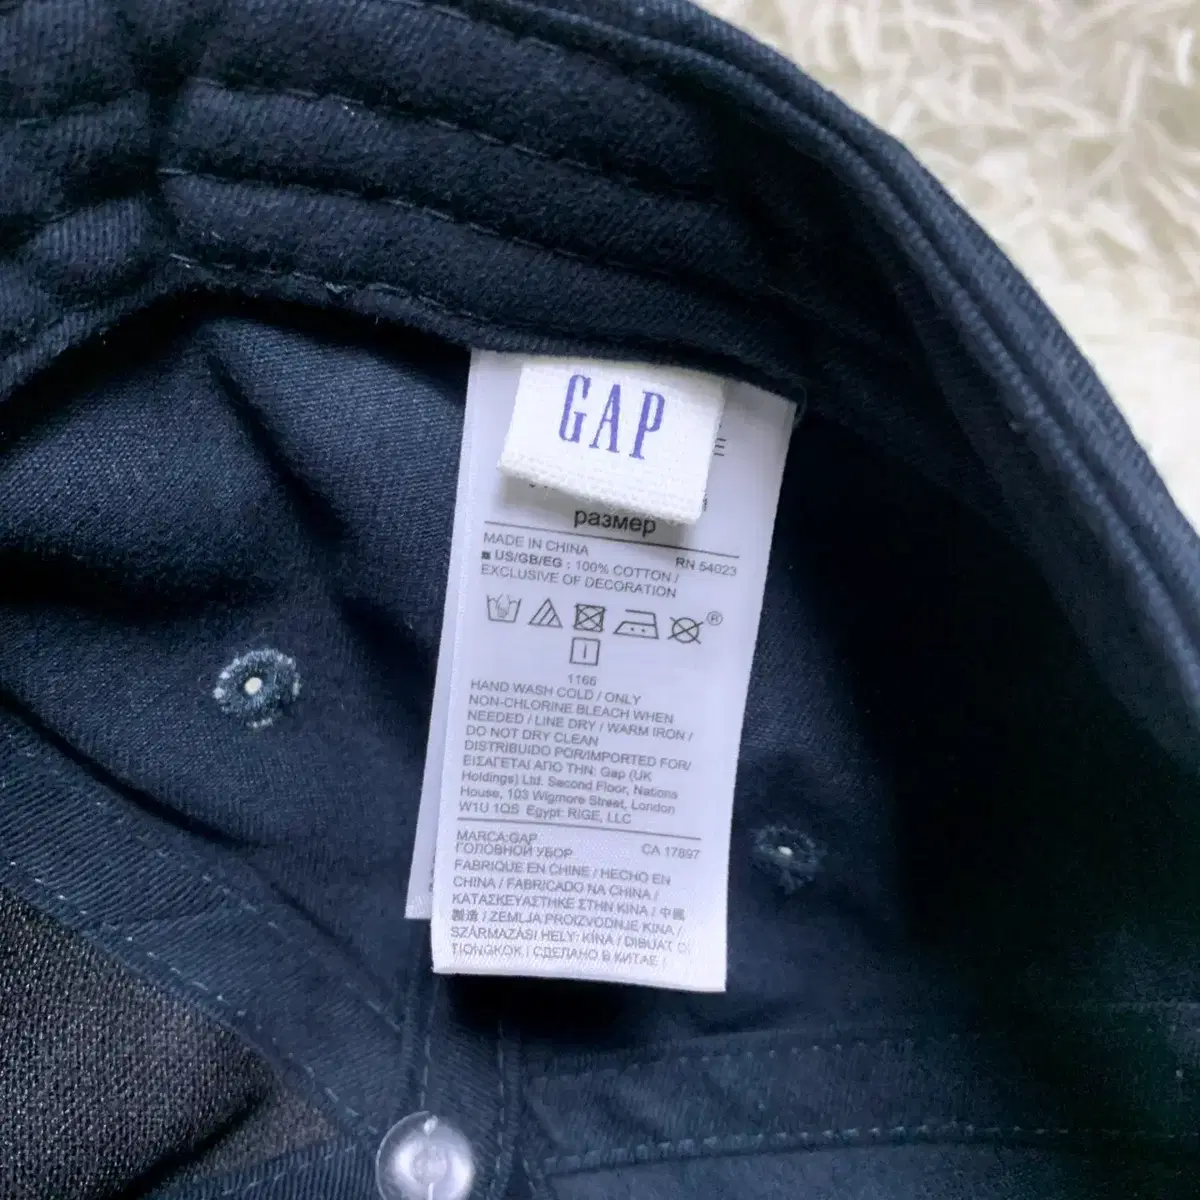 GAP
размер
MADE IN CHINA RN 54023
US/GB/EG : 100% COTTON /
EXCLUSIVE OF DECORATION
®
1166
HAND WASH COLD / ONLY
NON-CHLORINE BLEACH WHEN
NEEDED / LINE DRY / WARM IRON /
DO NOT DRY CLEAN
DISTRIBUIDO POR/IMPORTED FOR/
ΕΙΣΑΓΕΤΑΙ ΑΠΟ ΤΗΝ: Gap (UK
Holdings) Ltd. Second Floor, Nations
House, 103 Wigmore Street, London
W1U 1QS Egypt: RIGE, LLC
MARCA:GAP CA 17897
ГОЛОВНОЙ УБОР
FABRIQUE EN CHINE / HECHO EN
CHINA / FABRICADO NA CHINA /
ΚΑΤΑΣΚΕΥΑΣΤΗΚΕ ΣΤΗΝ ΚΙΝΑ / 中國
製造 / ZEMLJA PROIZVODNJE KINA /
SZÁRMAZÁSI HELY: KÍNA / DIBUAT DI
TIONGKOK / СДЕЛАНО В КИТАЕ /